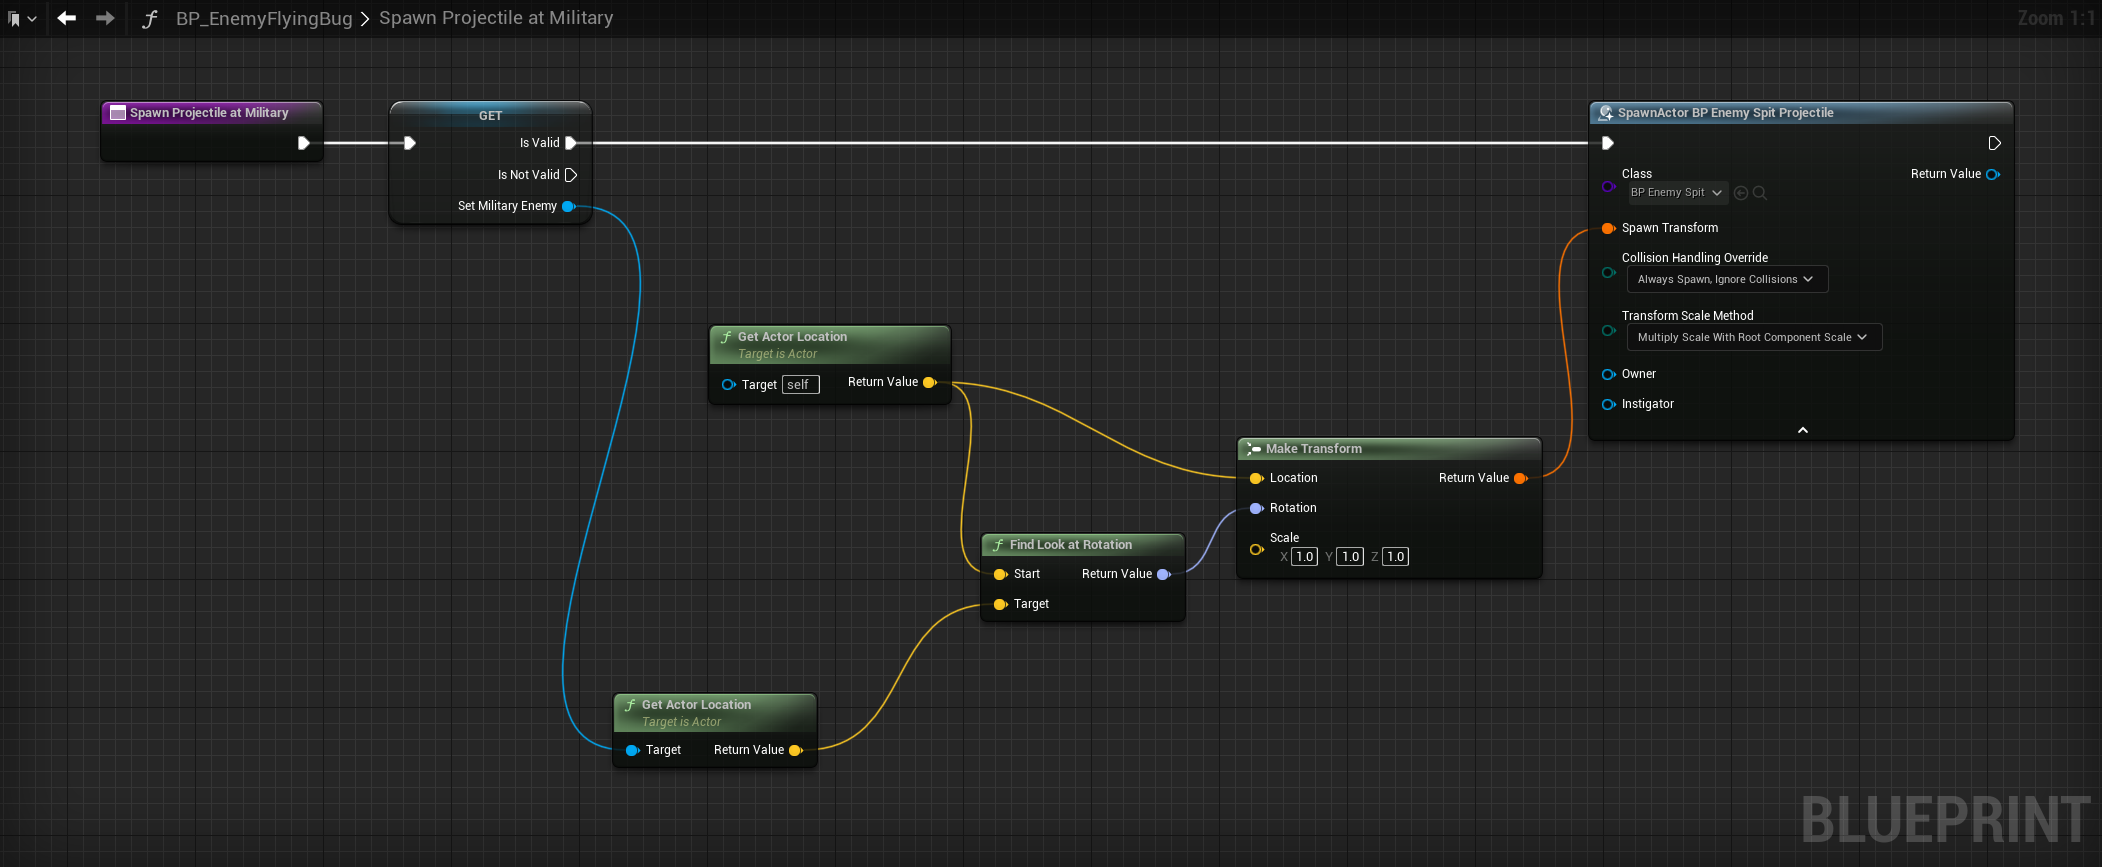 BP_EnemyFlyingBug > Spawn Projectile at Military
Zoom 1:1
Spawn Projectile at Military
GET
Is Valid
Is Not Valid
Set Military Enemy
SpawnActor BP Enemy Spit Projectile
Class
Return Value
BP Enemy Spit
Spawn Transform
Collision Handling Override
Always Spawn, Ignore Collisions
Transform Scale Method
Multiply Scale With Root Component Scale
Owner
Instigator
Get Actor Location
Target is Actor
Target self Return Value
Make Transform
Location Return Value
Rotation
Scale
X 1.0 Y 1.0 Z 1.0
Find Look at Rotation
Start Return Value
Target
Get Actor Location
Target is Actor
Target Return Value
BLUEPRINT